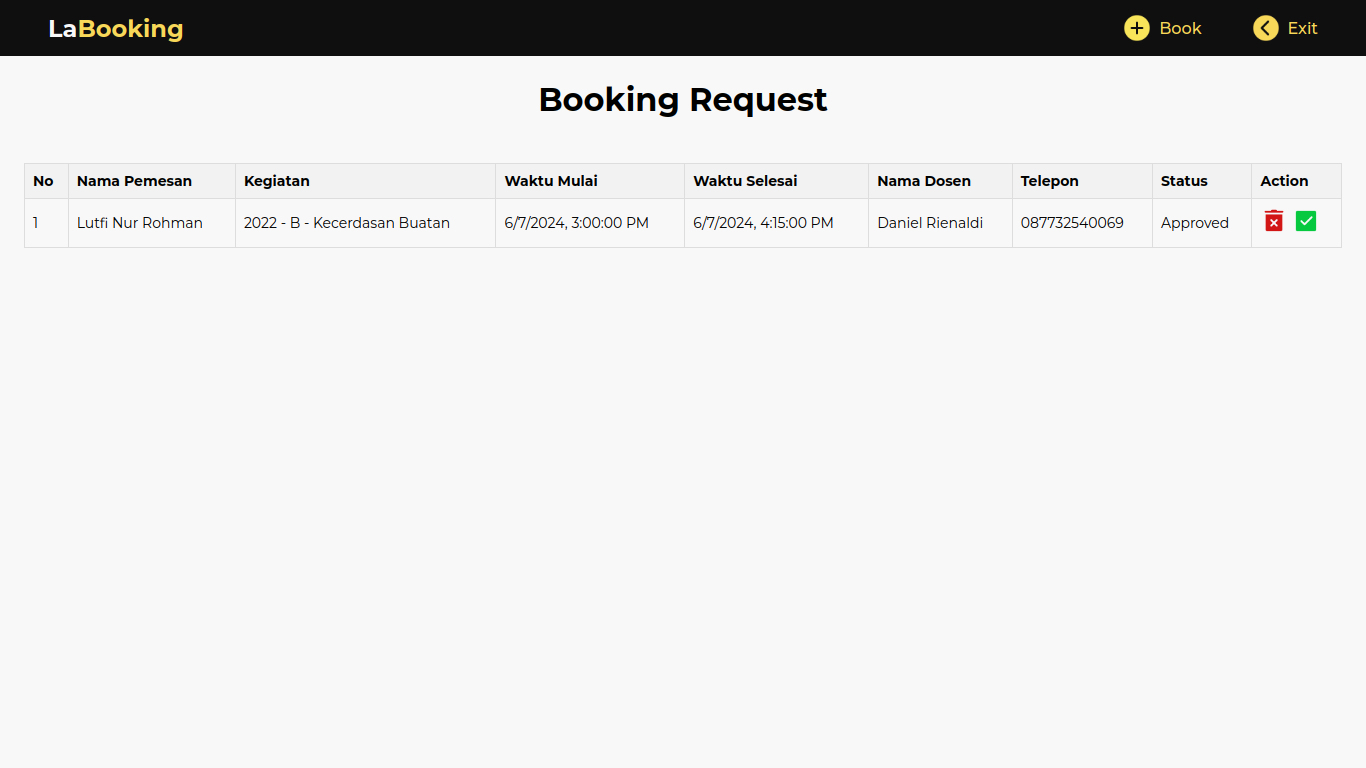 LaBooking Book Exit
Booking Request
No Nama Pemesan Kegiatan Waktu Mulai Waktu Selesai Nama Dosen Telepon Status Action
1 Lutfi Nur Rohman 2022 - B - Kecerdasan Buatan 6/7/2024, 3:00:00 PM 6/7/2024, 4:15:00 PM Daniel Rienaldi 087732540069 Approved